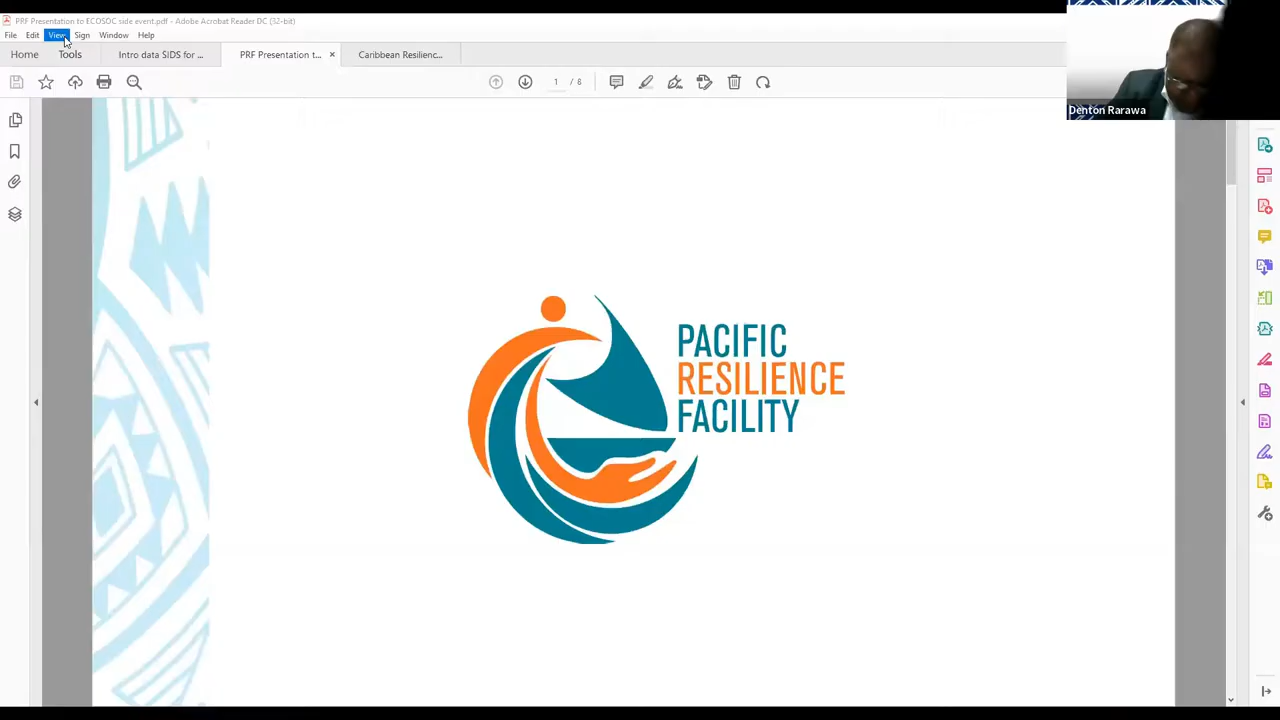 PRF Presentation to ECOSOC side event.pdf - Adobe Acrobat Reader DC (32-bit)
File Edit View Sign Window Help
Home Tools Intro data SIDS for ... PRF Presentation t... × Caribbean Resilienc...
1 / 8
Denton Rarawa
PACIFIC
RESILIENCE
FACILITY